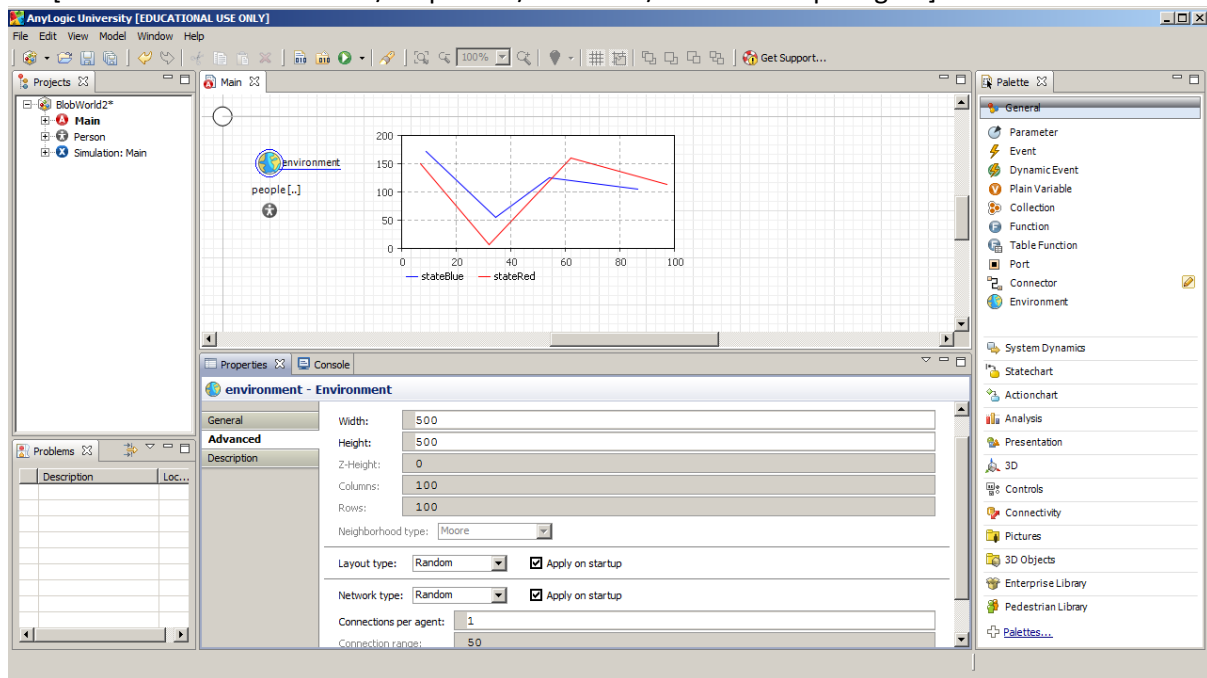 AnyLogic University [EDUCATIONAL USE ONLY]
File Edit View Model Window Help
100% Get Support...
Projects
BlobWorld2*
Main
Person
Simulation: Main
Problems
Description Loc...
Main
environment
people [..]
200
150
100
50
0
0 20 40 60 80 100
stateBlue stateRed
Properties Console
environment - Environment
General
Advanced
Description
Width: 500
Height: 500
Z-Height: 0
Columns: 100
Rows: 100
Neighborhood type: Moore
Layout type: Random Apply on startup
Network type: Random Apply on startup
Connections per agent: 1
Connection range: 50
Palette
General
Parameter
Event
Dynamic Event
Plain Variable
Collection
Function
Table Function
Port
Connector
Environment
System Dynamics
Statechart
Actionchart
Analysis
Presentation
3D
Controls
Connectivity
Pictures
3D Objects
Enterprise Library
Pedestrian Library
Palettes...